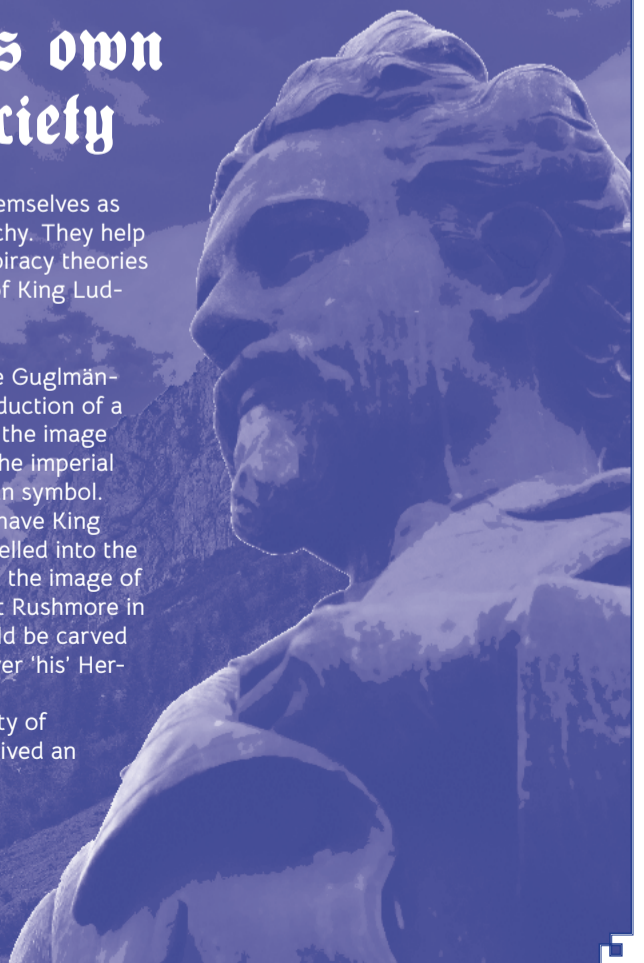 s own
ciety
emselves as
chy. They help
piracy theories
of King Lud-
e Guglmän-
duction of a
the image
he imperial
n symbol.
have King
elled into the
the image of
t Rushmore in
ld be carved
er ‘his’ Her-
ty of
ived an